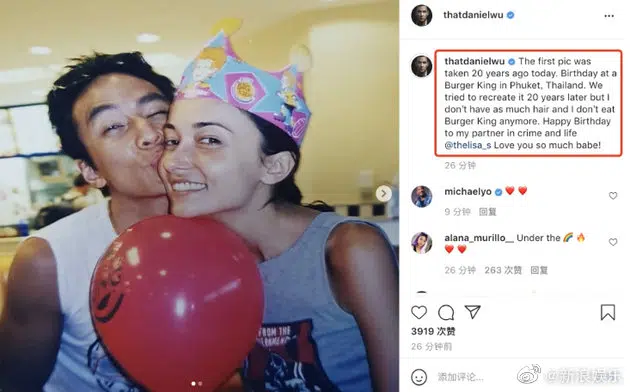 thatdanielwu
thatdanielwu The first pic was
taken 20 years ago today. Birthday at a
Burger King in Phuket, Thailand. We
tried to recreate it 20 years later but I
don't have as much hair and I don't eat
Burger King anymore. Happy Birthday
to my partner in crime and life
@thelisa_s Love you so much babe!
26 分钟
michaelyo
9 分钟 回复
alana_murillo__ Under the
26 分钟 263 次赞 回复
3919 次赞
26 分钟前
添加评论...
@新浪娱乐
FROM THE